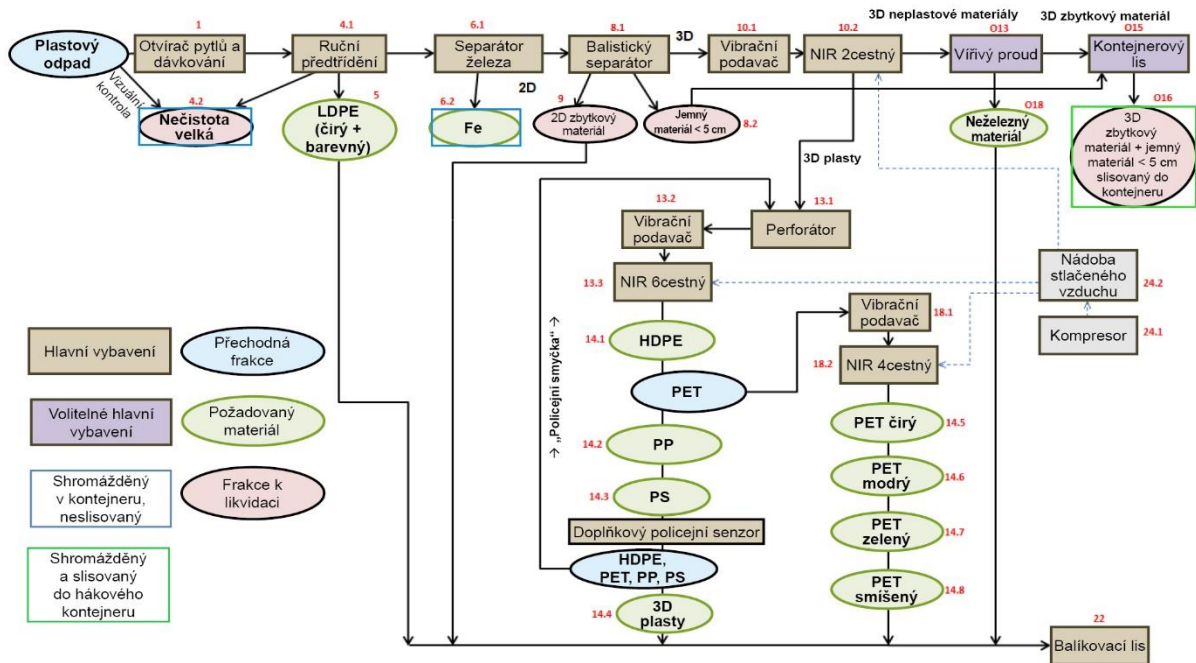 1
4.1
6.1
8.1
10.1
10.2
3D neplastové materiály
O13
3D zbytkový materiál
O15
Plastový
odpad
Otvírač pytlů a
dávkování
Ruční
předtřídění
Separátor
železa
Balistický
separátor
3D
Vibrační
podavač
NIR 2cestný
Vířivý proud
Kontejnerový
lis
Vizuální
kontrola
4.2
Nečistota
velká
5
LDPE
(čirý +
barevný)
2D
6.2
Fe
9
2D zbytkový
materiál
Jemný
materiál < 5 cm
8.2
O18
Neželezný
materiál
O16
3D
zbytkový
materiál + jemný
materiál < 5 cm
slisovaný do
kontejneru
3D plasty
13.2
13.1
Vibrační
podavač
Perforátor
13.3
NIR 6cestný
Nádoba
stlačeného
vzduchu
24.2
Vibrační
podavač
18.1
Kompresor
24.1
14.1
HDPE
18.2
NIR 4cestný
PET
→ „Policejní smyčka“ →
PET čirý
14.5
14.2
PP
PET
modrý
14.6
14.3
PS
PET
zelený
14.7
Doplňkový policejní senzor
HDPE,
PET, PP, PS
PET
smíšený
14.8
14.4
3D
plasty
22
Balíkovací lis
Hlavní vybavení
Přechodná
frakce
Volitelné hlavní
vybavení
Požadovaný
materiál
Shromážděný
v kontejneru,
neslisovaný
Frakce k
likvidaci
Shromážděný
a slisovaný
do hákového
kontejneru